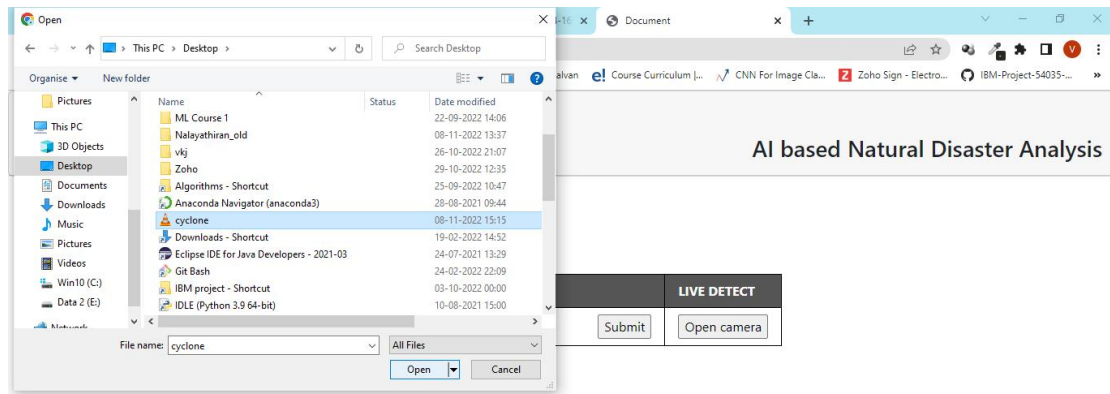 Open
This PC > Desktop >
Search Desktop
Organise
New folder
Pictures
This PC
3D Objects
Desktop
Documents
Downloads
Music
Pictures
Videos
Win10 (C:)
Data 2 (E:)
Network
Name Status Date modified
ML Course 1 22-09-2022 14:06
Nalayathiran_old 08-11-2022 13:37
vkj 26-10-2022 21:07
Zoho 29-10-2022 12:35
Algorithms - Shortcut 25-09-2022 10:47
Anaconda Navigator (anaconda3) 28-08-2021 09:44
cyclone 08-11-2022 15:15
Downloads - Shortcut 19-02-2022 14:52
Eclipse IDE for Java Developers - 2021-03 24-07-2021 13:29
Git Bash 24-02-2022 22:09
IBM project - Shortcut 03-10-2022 00:00
IDLE (Python 3.9 64-bit) 10-08-2021 15:00
File name: cyclone All Files
Open Cancel
Document
V
alvan Course Curriculum |... CNN For Image Cla... Zoho Sign - Electro... IBM-Project-54035-...
AI based Natural Disaster Analysis
LIVE DETECT
Submit Open camera